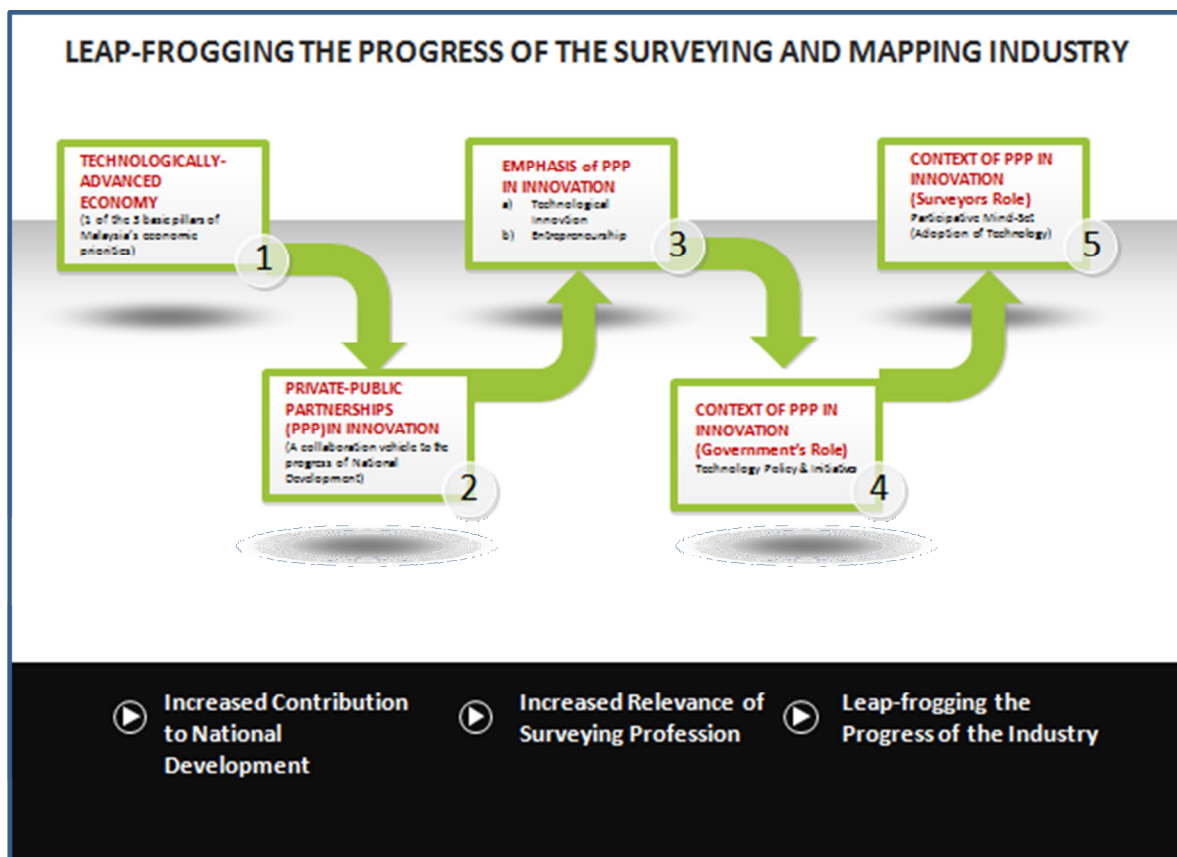 LEAP-FROGGING THE PROGRESS OF THE SURVEYING AND MAPPING INDUSTRY
TECHNOLOGICALLY-
ADVANCED
ECONOMY
(1 of the 3 basic pillars of
Malaysia's economic
priorities)
1
PRIVATE-PUBLIC
PARTNERSHIPS
(PPP)IN INNOVATION
(A collaboration vehicle to the
progress of National
Development)
2
EMPHASIS of PPP
IN INNOVATION
a) Technological
Innovtion
b) Entrepreneurship
3
CONTEXT OF PPP IN
INNOVATION
(Government's Role)
Technology Policy & Initiative
4
CONTEXT OF PPP IN
INNOVATION
(Surveyors Role)
Participative Mind-Set
(Adoption of Technology)
5
Increased Contribution
to National
Development
Increased Relevance of
Surveying Profession
Leap-frogging the
Progress of the Industry